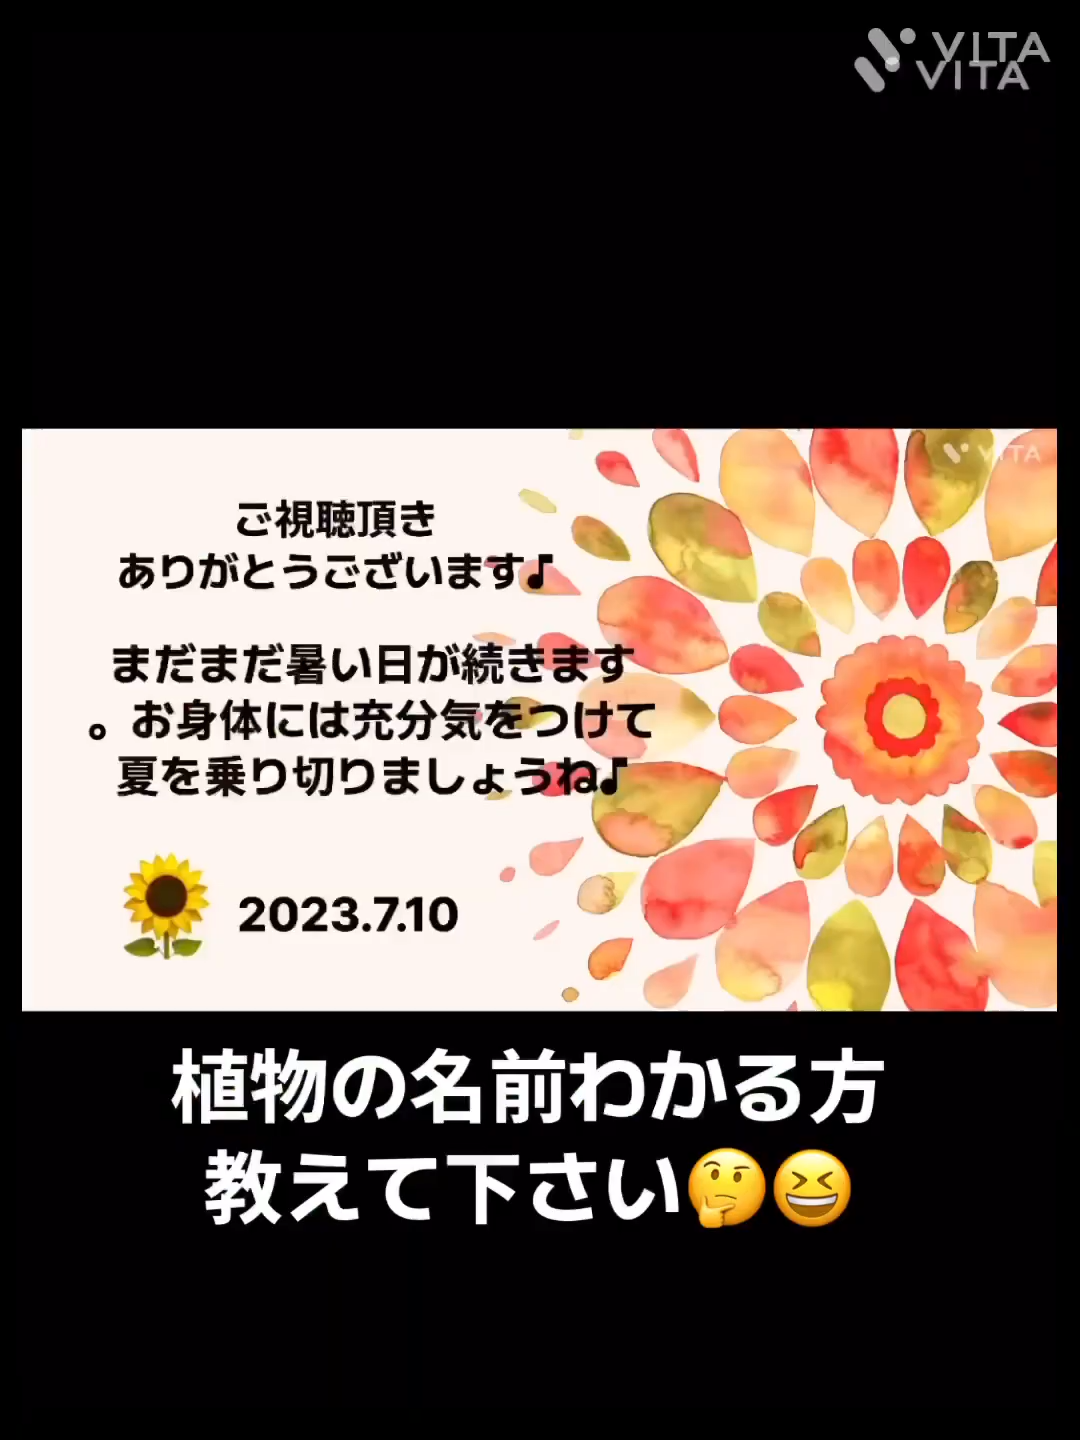 VITA
VITA
VITA
ご視聴頂き
ありがとうございます♪
まだまだ暑い日が続きます
。お身体には充分気をつけて
夏を乗り切りましょうね♪
🌻 2023.7.10
植物の名前わかる方
教えて下さい🤔😆